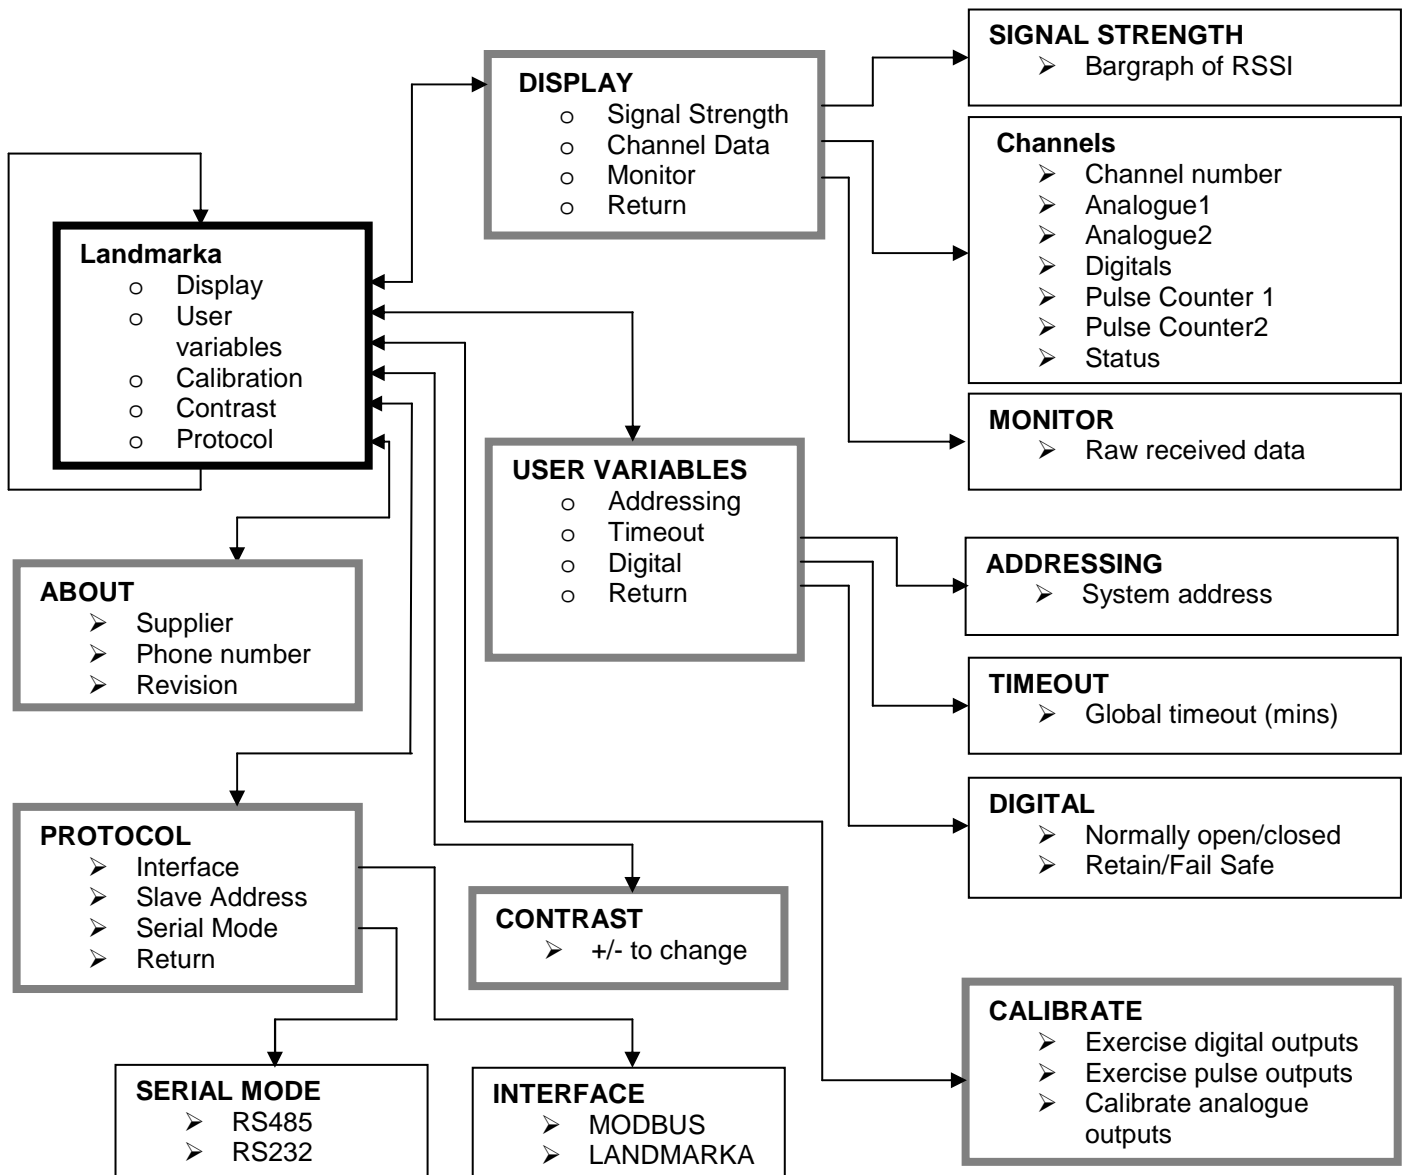 SIGNAL STRENGTH
➢ Bargraph of RSSI
DISPLAY
o Signal Strength
o Channel Data
o Monitor
o Return
Channels
➢ Channel number
➢ Analogue1
➢ Analogue2
➢ Digitals
➢ Pulse Counter 1
➢ Pulse Counter2
➢ Status
Landmarka
o Display
o User
variables
o Calibration
o Contrast
o Protocol
MONITOR
➢ Raw received data
USER VARIABLES
o Addressing
o Timeout
o Digital
o Return
ADDRESSING
➢ System address
ABOUT
➢ Supplier
➢ Phone number
➢ Revision
TIMEOUT
➢ Global timeout (mins)
DIGITAL
➢ Normally open/closed
➢ Retain/Fail Safe
PROTOCOL
➢ Interface
➢ Slave Address
➢ Serial Mode
➢ Return
CONTRAST
➢ +/- to change
CALIBRATE
➢ Exercise digital outputs
➢ Exercise pulse outputs
➢ Calibrate analogue
outputs
SERIAL MODE
➢ RS485
➢ RS232
INTERFACE
➢ MODBUS
➢ LANDMARKA